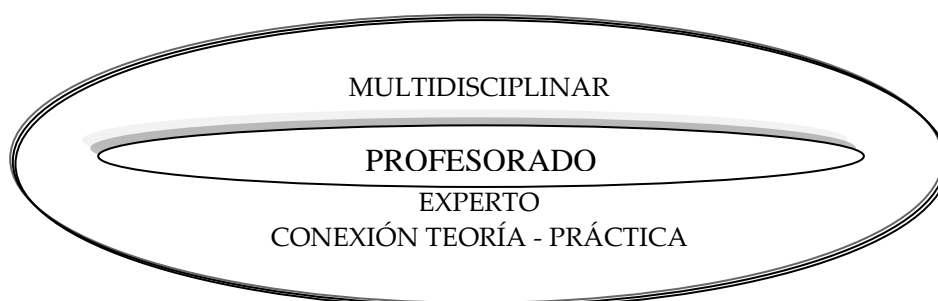 MULTIDISCIPLINAR
PROFESORADO
EXPERTO
CONEXIÓN TEORÍA - PRÁCTICA